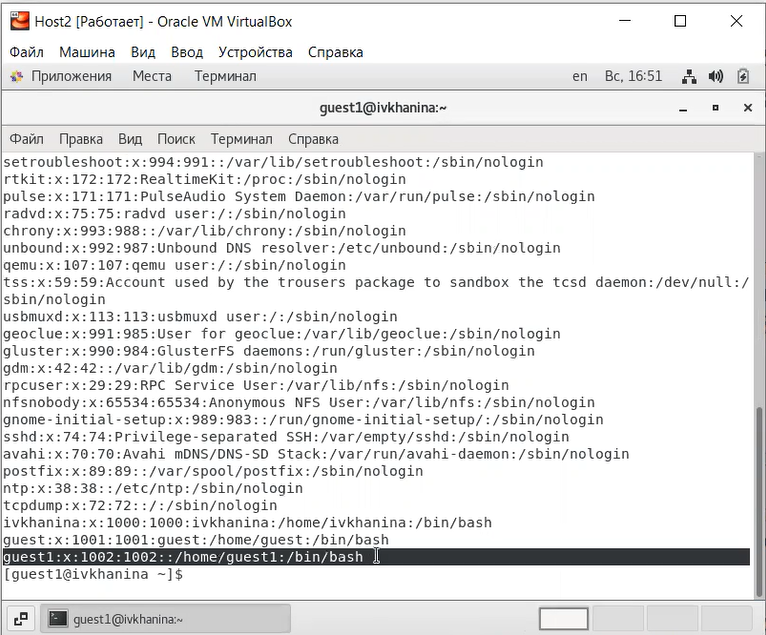 Host2 [Работает] - Oracle VM VirtualBox
Файл Машина Вид Ввод Устройства Справка
Приложения Места Терминал en Вс, 16:51
guest1@ivkhanina:~
Файл Правка Вид Поиск Терминал Справка
setroubleshoot:x:994:991::/var/lib/setroubleshoot:/sbin/nologin
rtkit:x:172:172:RealtimeKit:/proc:/sbin/nologin
pulse:x:171:171:PulseAudio System Daemon:/var/run/pulse:/sbin/nologin
radvd:x:75:75:radvd user:/:/sbin/nologin
chrony:x:993:988::/var/lib/chrony:/sbin/nologin
unbound:x:992:987:Unbound DNS resolver:/etc/unbound:/sbin/nologin
qemu:x:107:107:qemu user:/:/sbin/nologin
tss:x:59:59:Account used by the trousers package to sandbox the tcsd daemon:/dev/null:/
sbin/nologin
usbmuxd:x:113:113:usbmuxd user:/:/sbin/nologin
geoclue:x:991:985:User for geoclue:/var/lib/geoclue:/sbin/nologin
gluster:x:990:984:GlusterFS daemons:/run/gluster:/sbin/nologin
gdm:x:42:42::/var/lib/gdm:/sbin/nologin
rpcuser:x:29:29:RPC Service User:/var/lib/nfs:/sbin/nologin
nfsnobody:x:65534:65534:Anonymous NFS User:/var/lib/nfs:/sbin/nologin
gnome-initial-setup:x:989:983::/run/gnome-initial-setup/:/sbin/nologin
sshd:x:74:74:Privilege-separated SSH:/var/empty/sshd:/sbin/nologin
avahi:x:70:70:Avahi mDNS/DNS-SD Stack:/var/run/avahi-daemon:/sbin/nologin
postfix:x:89:89::/var/spool/postfix:/sbin/nologin
ntp:x:38:38::/etc/ntp:/sbin/nologin
tcpdump:x:72:72::/:/sbin/nologin
ivkhanina:x:1000:1000:ivkhanina:/home/ivkhanina:/bin/bash
guest:x:1001:1001:guest:/home/guest:/bin/bash
guest1:x:1002:1002::/home/guest1:/bin/bash
[guest1@ivkhanina ~]$
guest1@ivkhanina:~